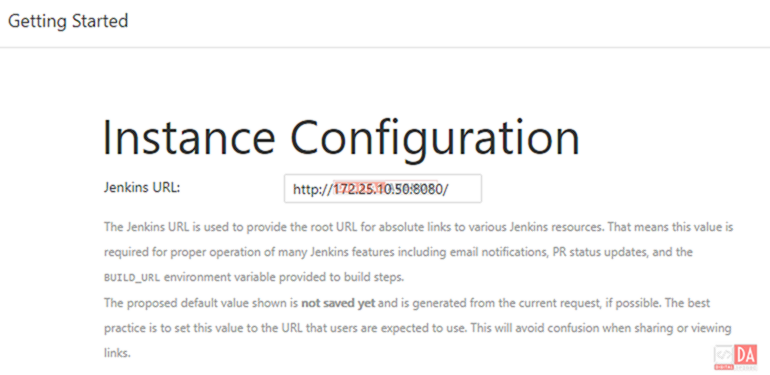 Getting Started
Instance Configuration
Jenkins URL:
http://172.25.10.50:8080/
The Jenkins URL is used to provide the root URL for absolute links to various Jenkins resources. That means this value is
required for proper operation of many Jenkins features including email notifications, PR status updates, and the
BUILD_URL environment variable provided to build steps.
The proposed default value shown is not saved yet and is generated from the current request, if possible. The best
practice is to set this value to the URL that users are expected to use. This will avoid confusion when sharing or viewing
links.
DA